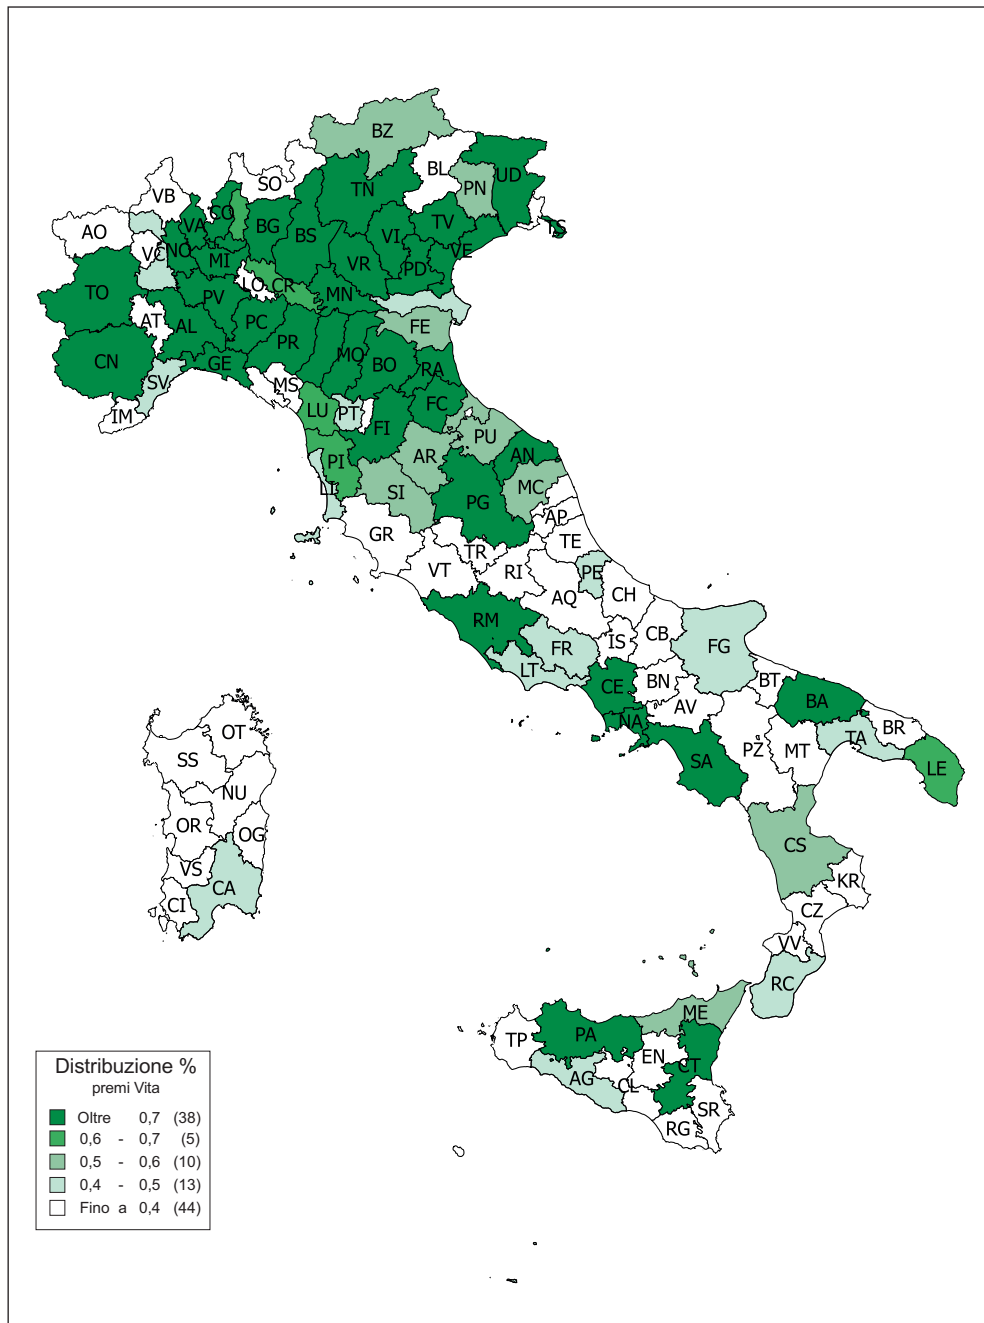 BZ
BL
UD
SO
TN
PN
VB
CO
TS
AO
VA
BG
BS
VI
TV
VC
NO
MI
VR
PD
VE
TO
LO
CR
MN
PV
AT
AL
PC
PR
FE
CN
GE
MO
BO
RA
SV
MS
IM
LU
PT
FI
FC
PU
AR
AN
PI
LI
SI
MC
PG
GR
AP
TR
TE
VT
RI
PE
AQ
CH
RM
IS
CB
FR
FG
LT
CE
BN
BT
AV
BA
NA
OT
BR
SS
PZ
MT
TA
SA
LE
NU
OR
OG
CS
VS
CA
KR
CI
CZ
VV
RC
ME
TP
PA
EN
CT
AG
CL
SR
RG
Distribuzione %
premi Vita
Oltre 0,7 (38)
0,6 - 0,7 (5)
0,5 - 0,6 (10)
0,4 - 0,5 (13)
Fino a 0,4 (44)